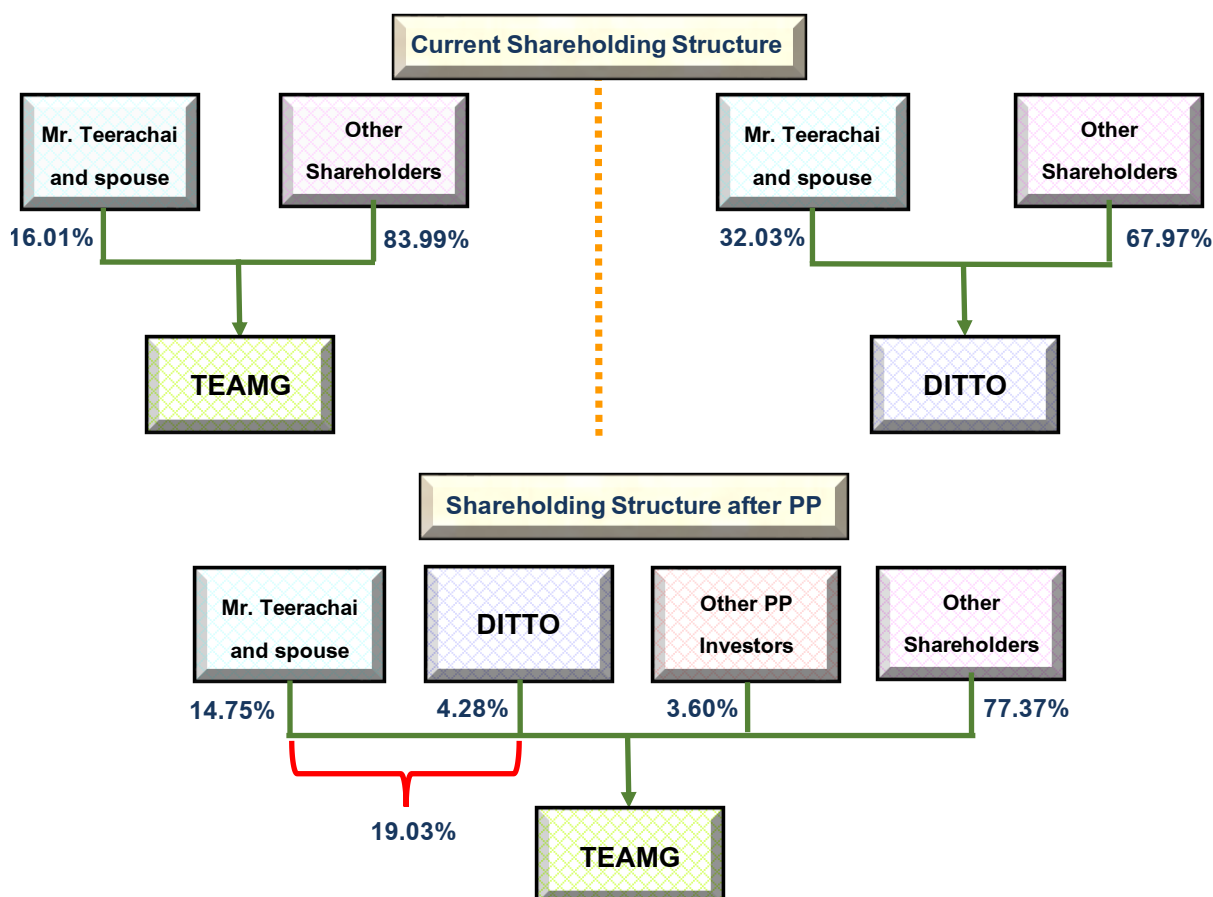 Current Shareholding Structure
Mr. Teerachai
and spouse
Other
Shareholders
16.01%
83.99%
TEAMG
Mr. Teerachai
and spouse
Other
Shareholders
32.03%
67.97%
DITTO
Shareholding Structure after PP
Mr. Teerachai
and spouse
DITTO
Other PP
Investors
Other
Shareholders
14.75%
4.28%
3.60%
77.37%
19.03%
TEAMG